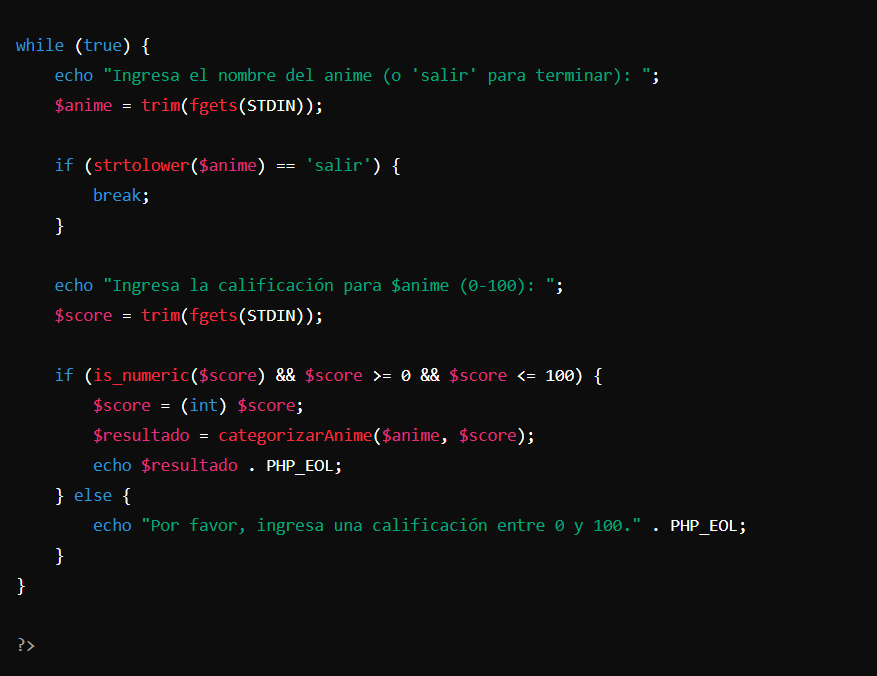 while (true) {
    echo "Ingresa el nombre del anime (o 'salir' para terminar): ";
    $anime = trim(fgets(STDIN));
    if (strtolower($anime) == 'salir') {
        break;
    }
    echo "Ingresa la calificación para $anime (0-100): ";
    $score = trim(fgets(STDIN));
    if (is_numeric($score) && $score >= 0 && $score <= 100) {
        $score = (int) $score;
        $resultado = categorizarAnime($anime, $score);
        echo $resultado . PHP_EOL;
    } else {
        echo "Por favor, ingresa una calificación entre 0 y 100." . PHP_EOL;
    }
}
?>